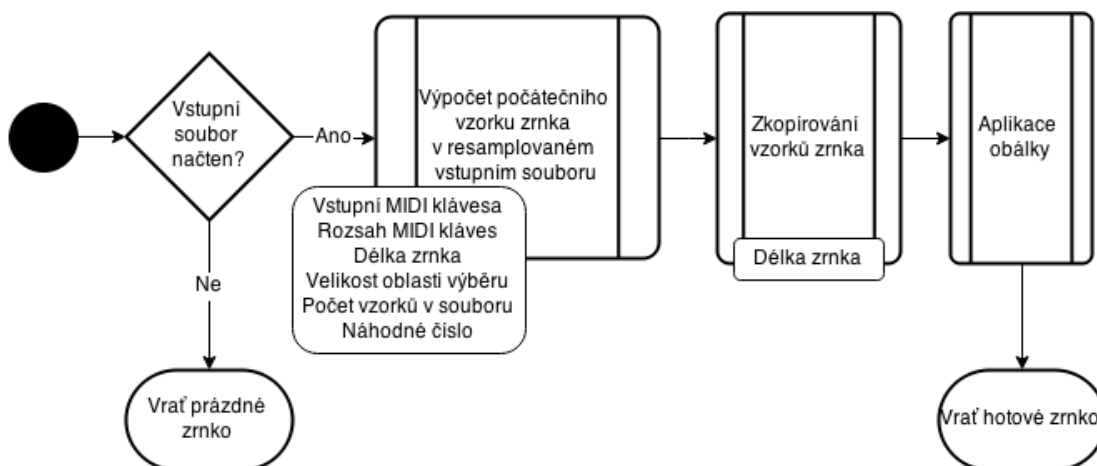 Vstupní
soubor
načten?
Ano
Ne
Vrať prázdné
zrnko
Výpočet počátečního
vzorku zrnka
v resamplovaném
vstupním souboru
Vstupní MIDI klávesa
Rozsah MIDI kláves
Délka zrnka
Velikost oblasti výběru
Počet vzorků v souboru
Náhodné číslo
Zkopírování
vzorků zrnka
Délka zrnka
Aplikace
obálky
Vrať hotové zrnko